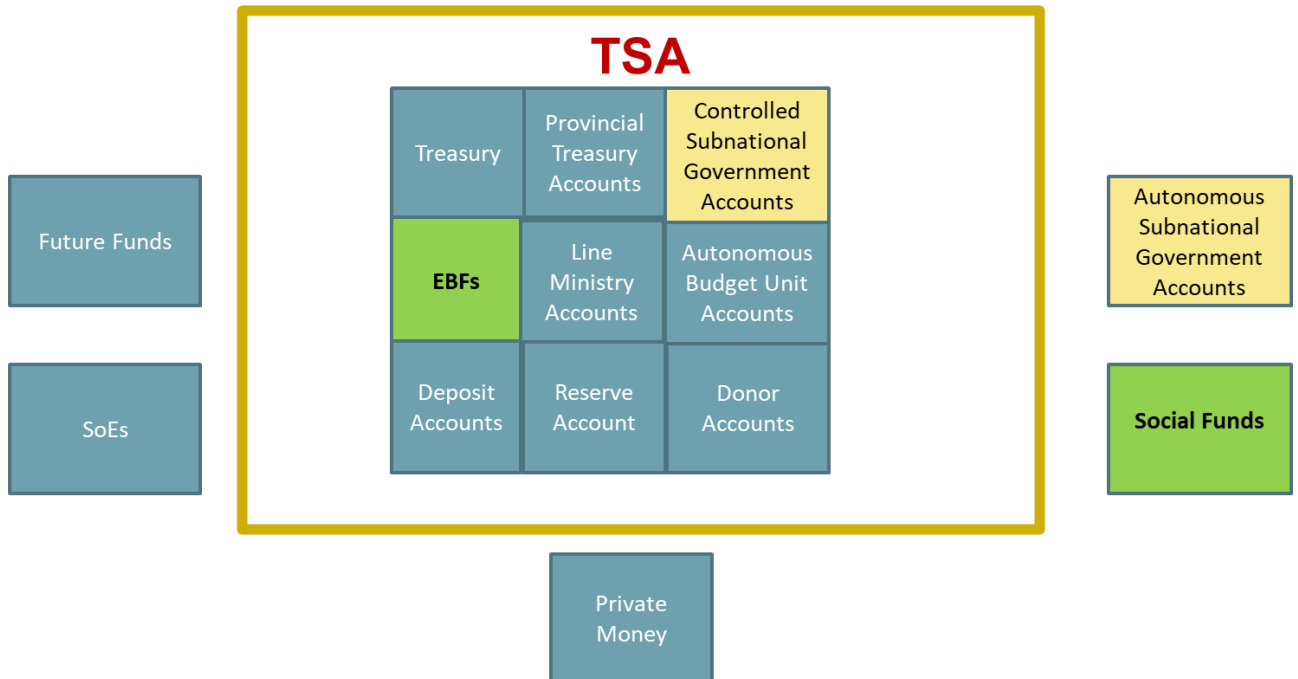 TSA
Treasury
Provincial
Treasury
Accounts
Controlled
Subnational
Government
Accounts
EBFs
Line
Ministry
Accounts
Autonomous
Budget Unit
Accounts
Deposit
Accounts
Reserve
Account
Donor
Accounts
Future Funds
SoEs
Autonomous
Subnational
Government
Accounts
Social Funds
Private
Money